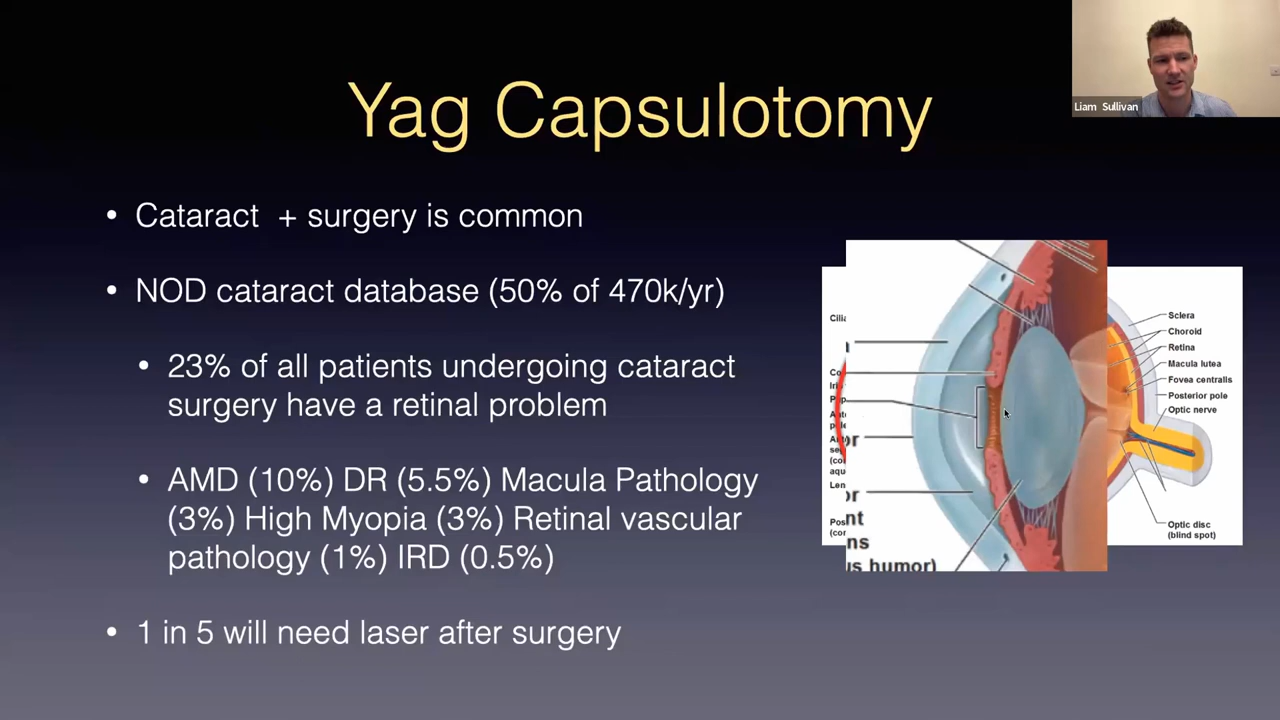 Liam Sullivan
Yag Capsulotomy
• Cataract + surgery is common
• NOD cataract database (50% of 470k/yr)
• 23% of all patients undergoing cataract
surgery have a retinal problem
• AMD (10%) DR (5.5%) Macula Pathology
(3%) High Myopia (3%) Retinal vascular
pathology (1%) IRD (0.5%)
• 1 in 5 will need laser after surgery
Sclera
Choroid
Retina
Macula lutea
Fovea centralis
Posterior pole
Optic nerve
Optic disc
(blind spot)
us humor)